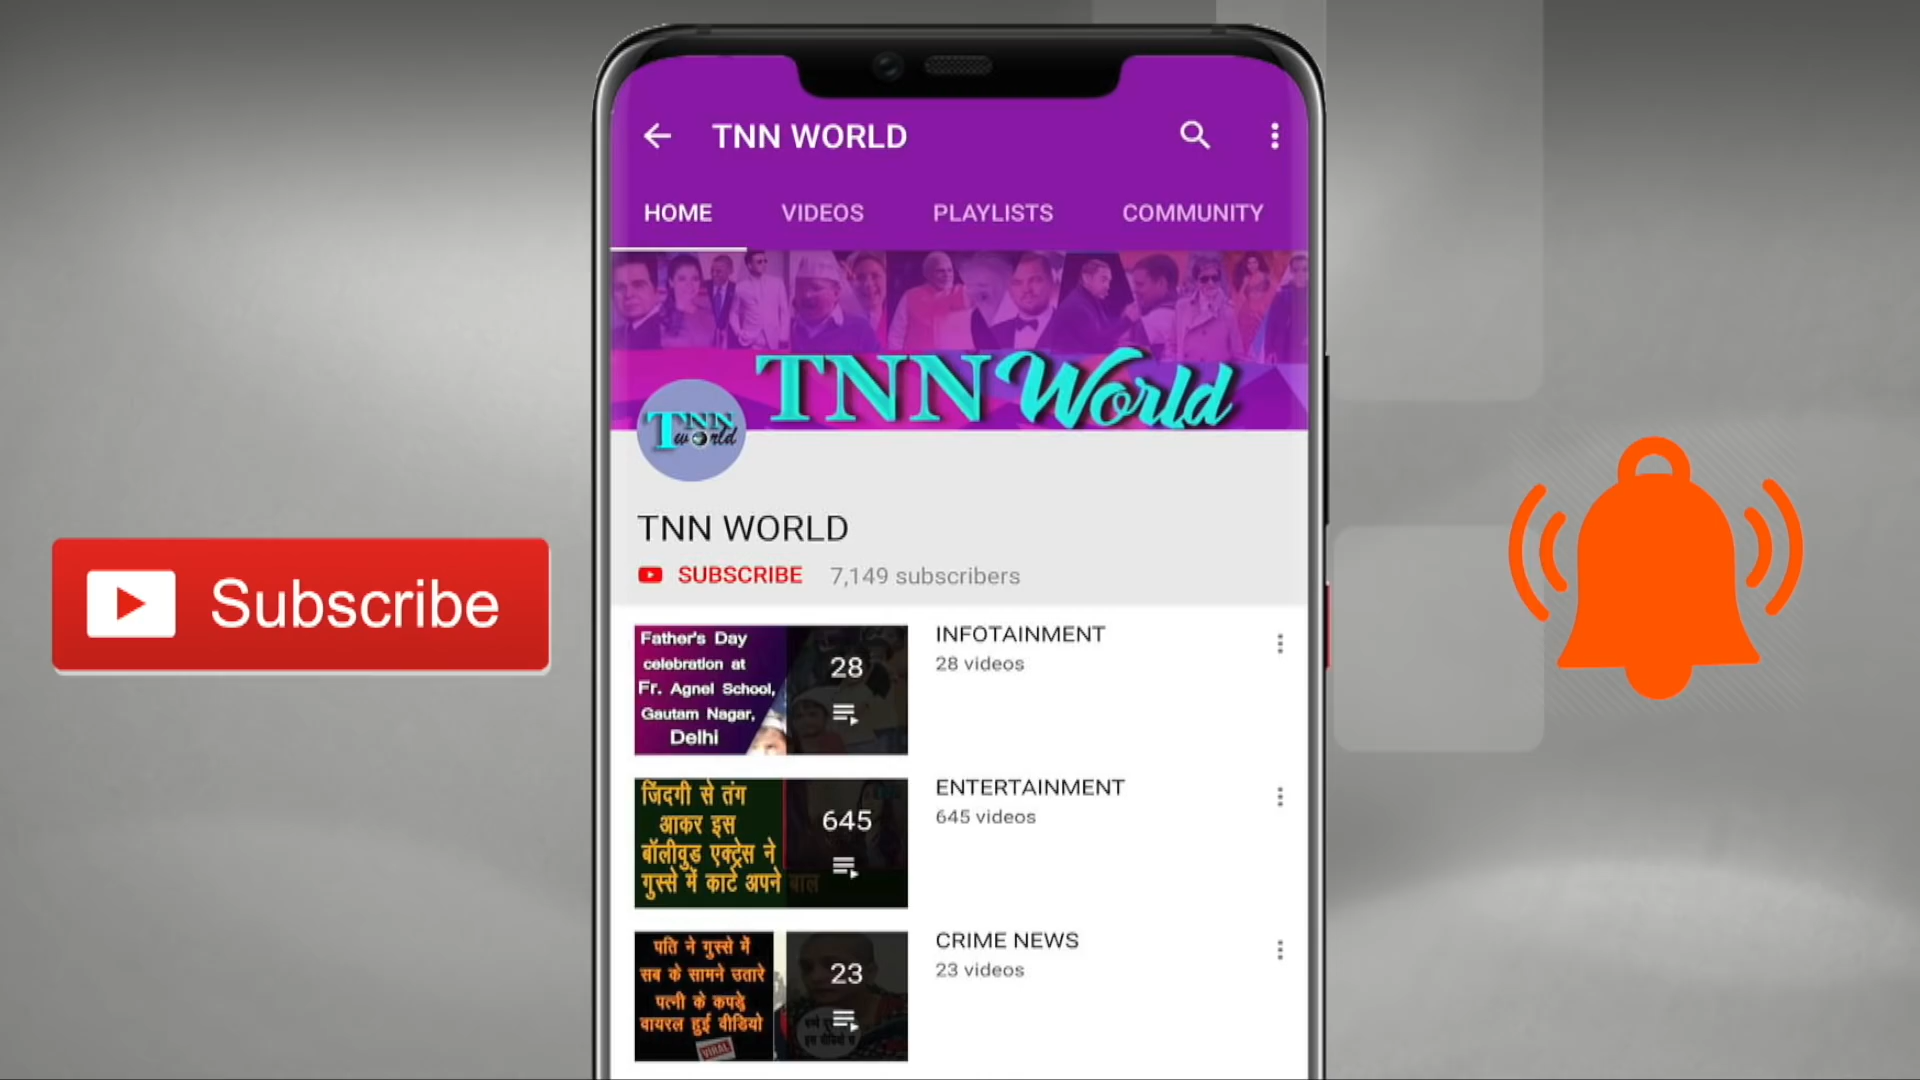 TNN WORLD
HOME VIDEOS PLAYLISTS COMMUNITY
TNN World
TNN
world
TNN WORLD
SUBSCRIBE 7,149 subscribers
Subscribe
Father's Day
celebration at
Fr. Agnel School,
Gautam Nagar,
Delhi
28
INFOTAINMENT
28 videos
जिंदगी से तंग
आकर इस
बॉलीवुड एक्ट्रेस ने
गुस्से में काटे अपने बाल
645
ENTERTAINMENT
645 videos
पति ने गुस्से में
सब के सामने उतारे
पत्नी के कपड़े
वायरल हुई वीडियो
VIRAL
23
CRIME NEWS
23 videos